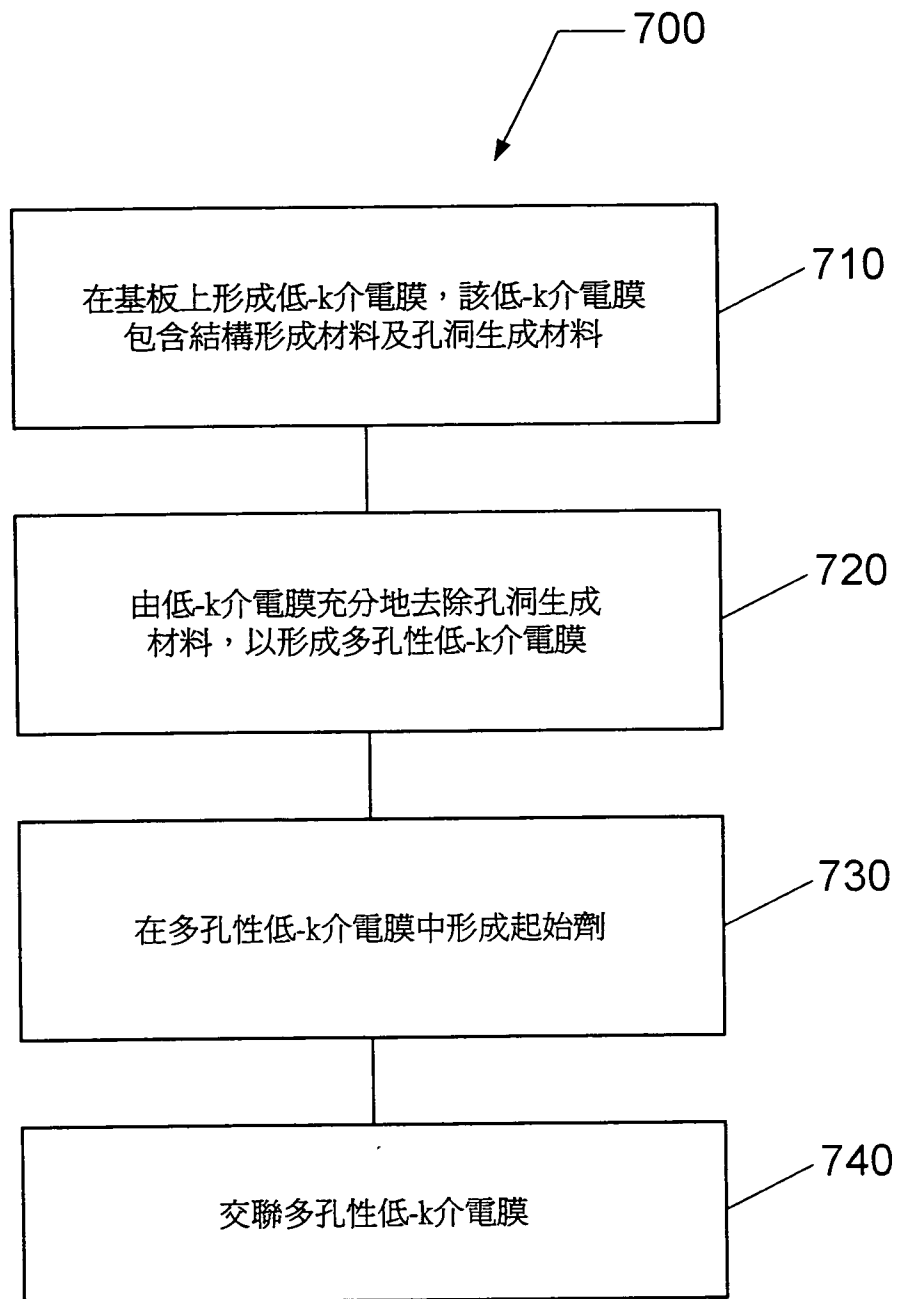 700
在基板上形成低-k介電膜，該低-k介電膜
包含結構形成材料及孔洞生成材料
710
由低-k介電膜充分地去除孔洞生成
材料，以形成多孔性低-k介電膜
720
在多孔性低-k介電膜中形成起始劑
730
交聯多孔性低-k介電膜
740